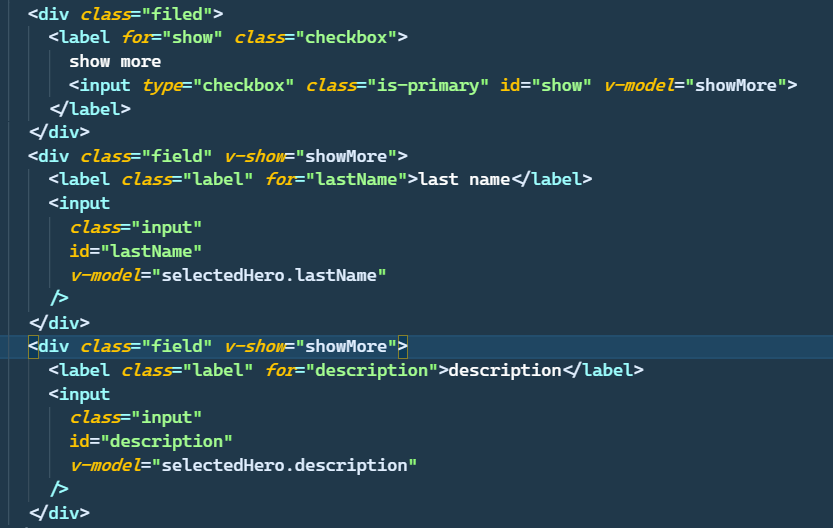 <div class="filed">
<label for="show" class="checkbox">
show more
<input type="checkbox" class="is-primary" id="show" v-model="showMore">
</label>
</div>
<div class="field" v-show="showMore">
<label class="label" for="lastName">last name</label>
<input
class="input"
id="lastName"
v-model="selectedHero.lastName"
/>
</div>
<div class="field" v-show="showMore">
<label class="label" for="description">description</label>
<input
class="input"
id="description"
v-model="selectedHero.description"
/>
</div>